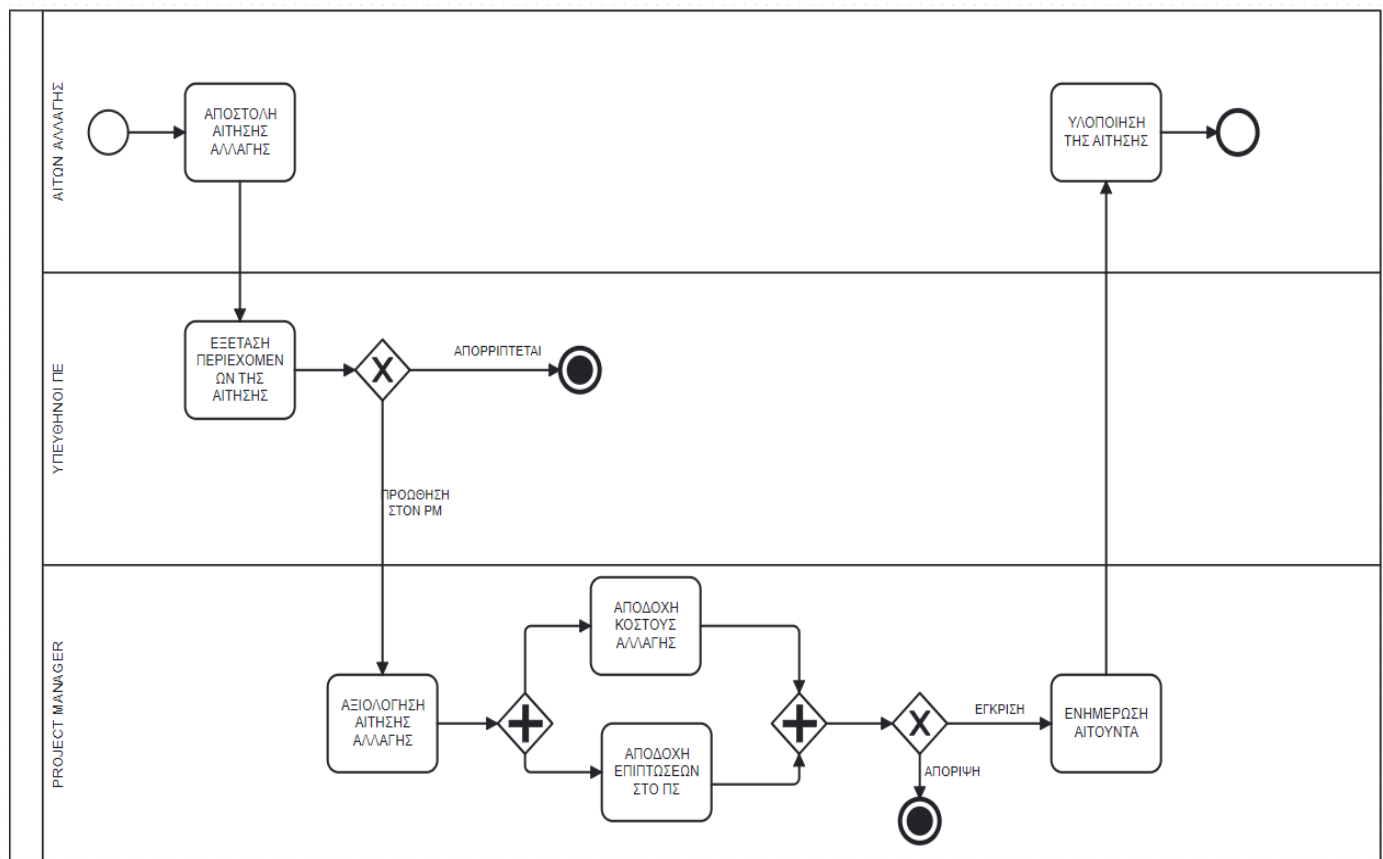 ΑΙΤΩΝ ΑΛΛΑΓΗΣ
ΑΠΟΣΤΟΛΗ
ΑΙΤΗΣΗΣ
ΑΛΛΑΓΗΣ
ΥΛΟΠΟΙΗΣΗ
ΤΗΣ ΑΙΤΗΣΗΣ
ΥΠΕΥΘΗΝΟΙ ΠΕ
ΕΞΕΤΑΣΗ
ΠΕΡΙΕΧΟΜΕΝ
ΩΝ ΤΗΣ
ΑΙΤΗΣΗΣ
ΑΠΟΡΡΙΠΤΕΤΑΙ
ΠΡΟΩΘΗΣΗ
ΣΤΟΝ PM
PROJECT MANAGER
ΑΞΙΟΛΟΓΗΣΗ
ΑΙΤΗΣΗΣ
ΑΛΛΑΓΗΣ
ΑΠΟΔΟΧΗ
ΚΟΣΤΟΥΣ
ΑΛΛΑΓΗΣ
ΑΠΟΔΟΧΗ
ΕΠΙΠΤΩΣΕΩΝ
ΣΤΟ ΠΣ
ΕΓΚΡΙΣΗ
ΑΠΟΡΙΨΗ
ΕΝΗΜΕΡΩΣΗ
ΑΙΤΟΥΝΤΑ